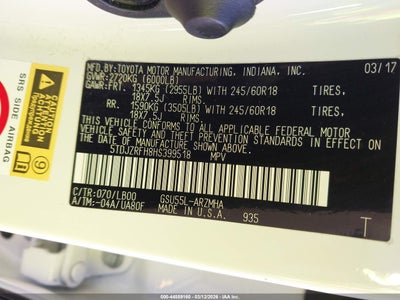 MFD. BY:TOYOTA MOTOR MANUFACTURING, INDIANA, INC. 03/17
GVWR:2720KG (6000LB)
GAWR:FRT. 1345KG (2955LB) WITH 245/60R18 TIRES,
18X7.5J RIMS,
RR. 1590KG (3505LB) WITH 245/60R18 TIRES,
18X7.5J RIMS,
THIS VEHICLE CONFORMS TO ALL APPLICABLE FEDERAL MOTOR
VEHICLE SAFETY AND THEFT PREVENTION STANDARDS IN EFFECT ON
THE DATE OF MANUFACTURE SHOWN ABOVE.
5TDJZRFH8HS399518 MPV
C/TR:070/LB00 GSU55L-ARZMHA
A/TM:-04A/UA80F MADE IN U.S.A. 935
T
SRS SIDE AIRBAG
9
000-44569160 - 03/12/2026 - IAAI